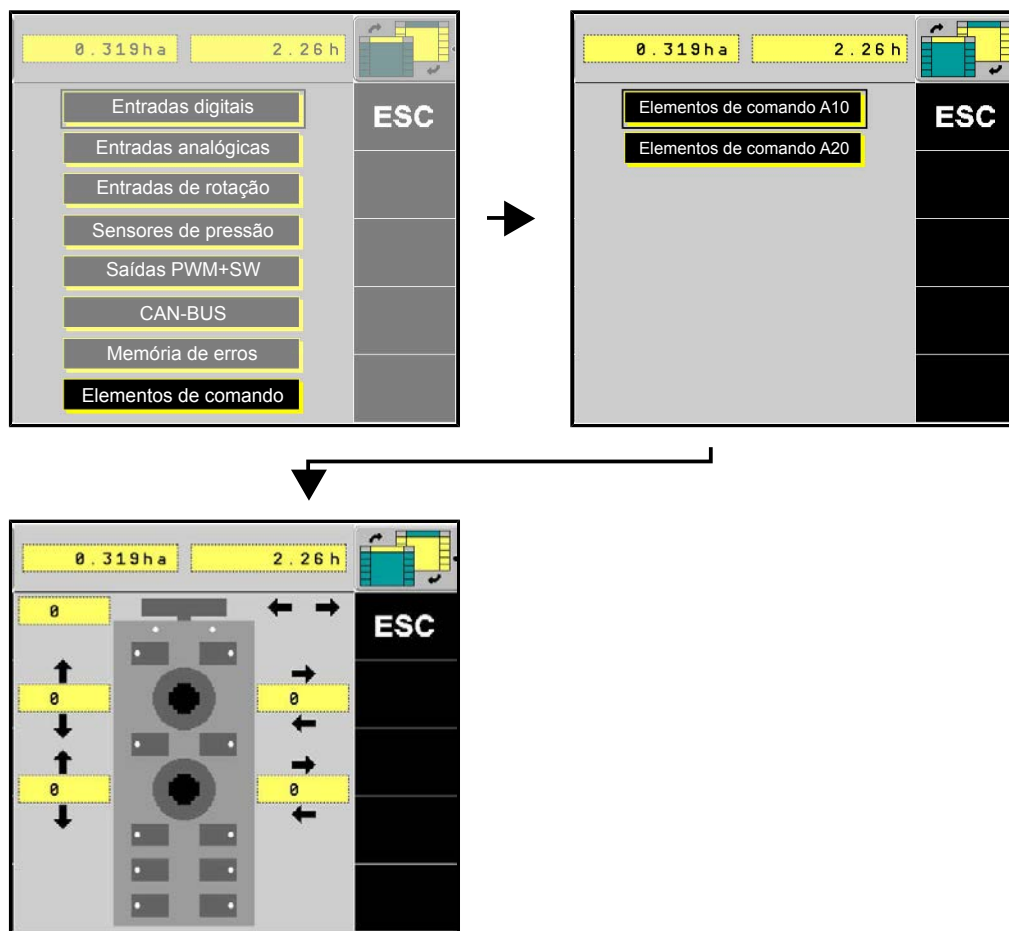 0.319ha 2.26h
Entradas digitais
ESC
Entradas analógicas
Entradas de rotação
Sensores de pressão
Saídas PWM+SW
CAN-BUS
Memória de erros
Elementos de comando
0.319ha 2.26h
Elementos de comando A10
ESC
Elementos de comando A20
0.319ha 2.26h
0
ESC
0 0
0 0